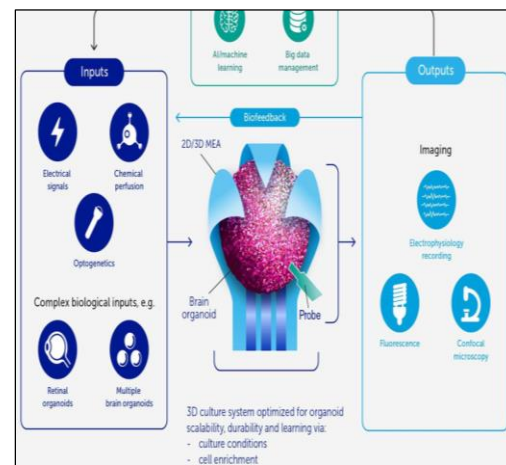 AI/machine
learning
Big data
management
Inputs
Outputs
Biofeedback
Electrical
signals
Chemical
perfusion
Optogenetics
Complex biological inputs, e.g.
Retinal
organoids
Multiple
brain organoids
2D/3D MEA
Brain
organoid
Probe
Imaging
Electrophysiology
recording
Fluorescence
Confocal
microscopy
3D culture system optimized for organoid
scalability, durability and learning via:
- culture conditions
- cell enrichment